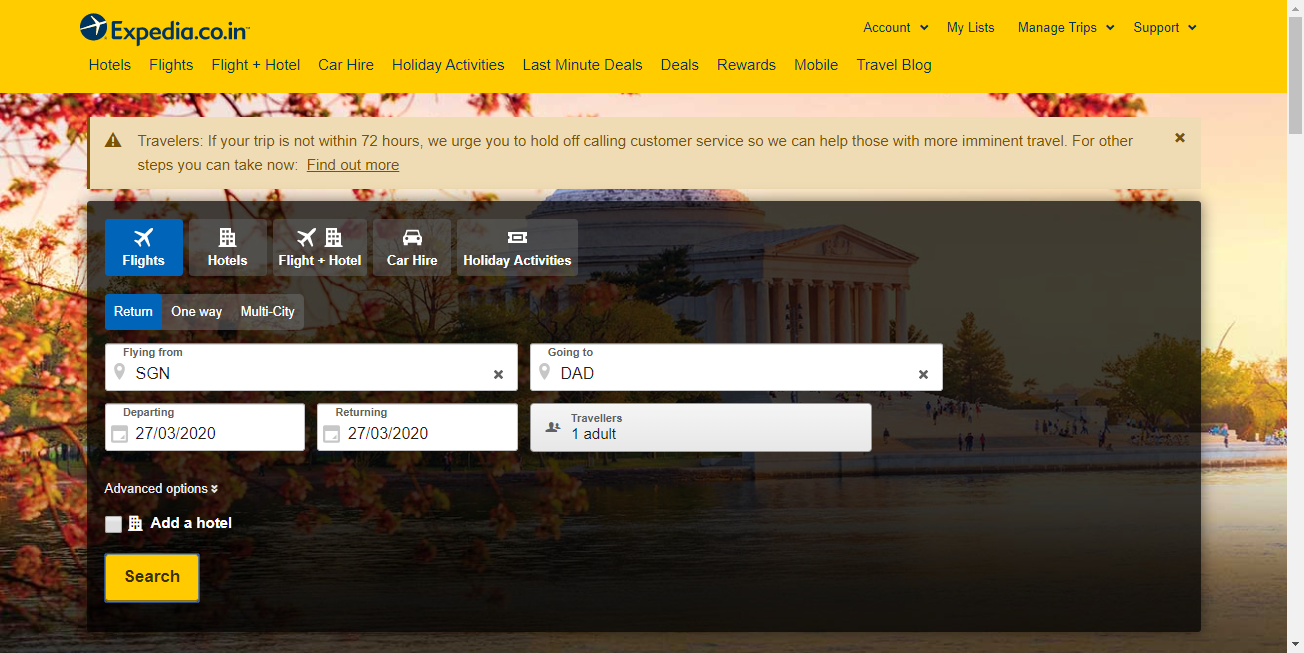 Expedia.co.in™
Account My Lists Manage Trips Support
Hotels Flights Flight + Hotel Car Hire Holiday Activities Last Minute Deals Deals Rewards Mobile Travel Blog
Travelers: If your trip is not within 72 hours, we urge you to hold off calling customer service so we can help those with more imminent travel. For other
steps you can take now: Find out more
Flights Hotels Flight + Hotel Car Hire Holiday Activities
Return One way Multi-City
Flying from Going to
SGN DAD
Departing Returning Travellers
27/03/2020 27/03/2020 1 adult
Advanced options
Add a hotel
Search